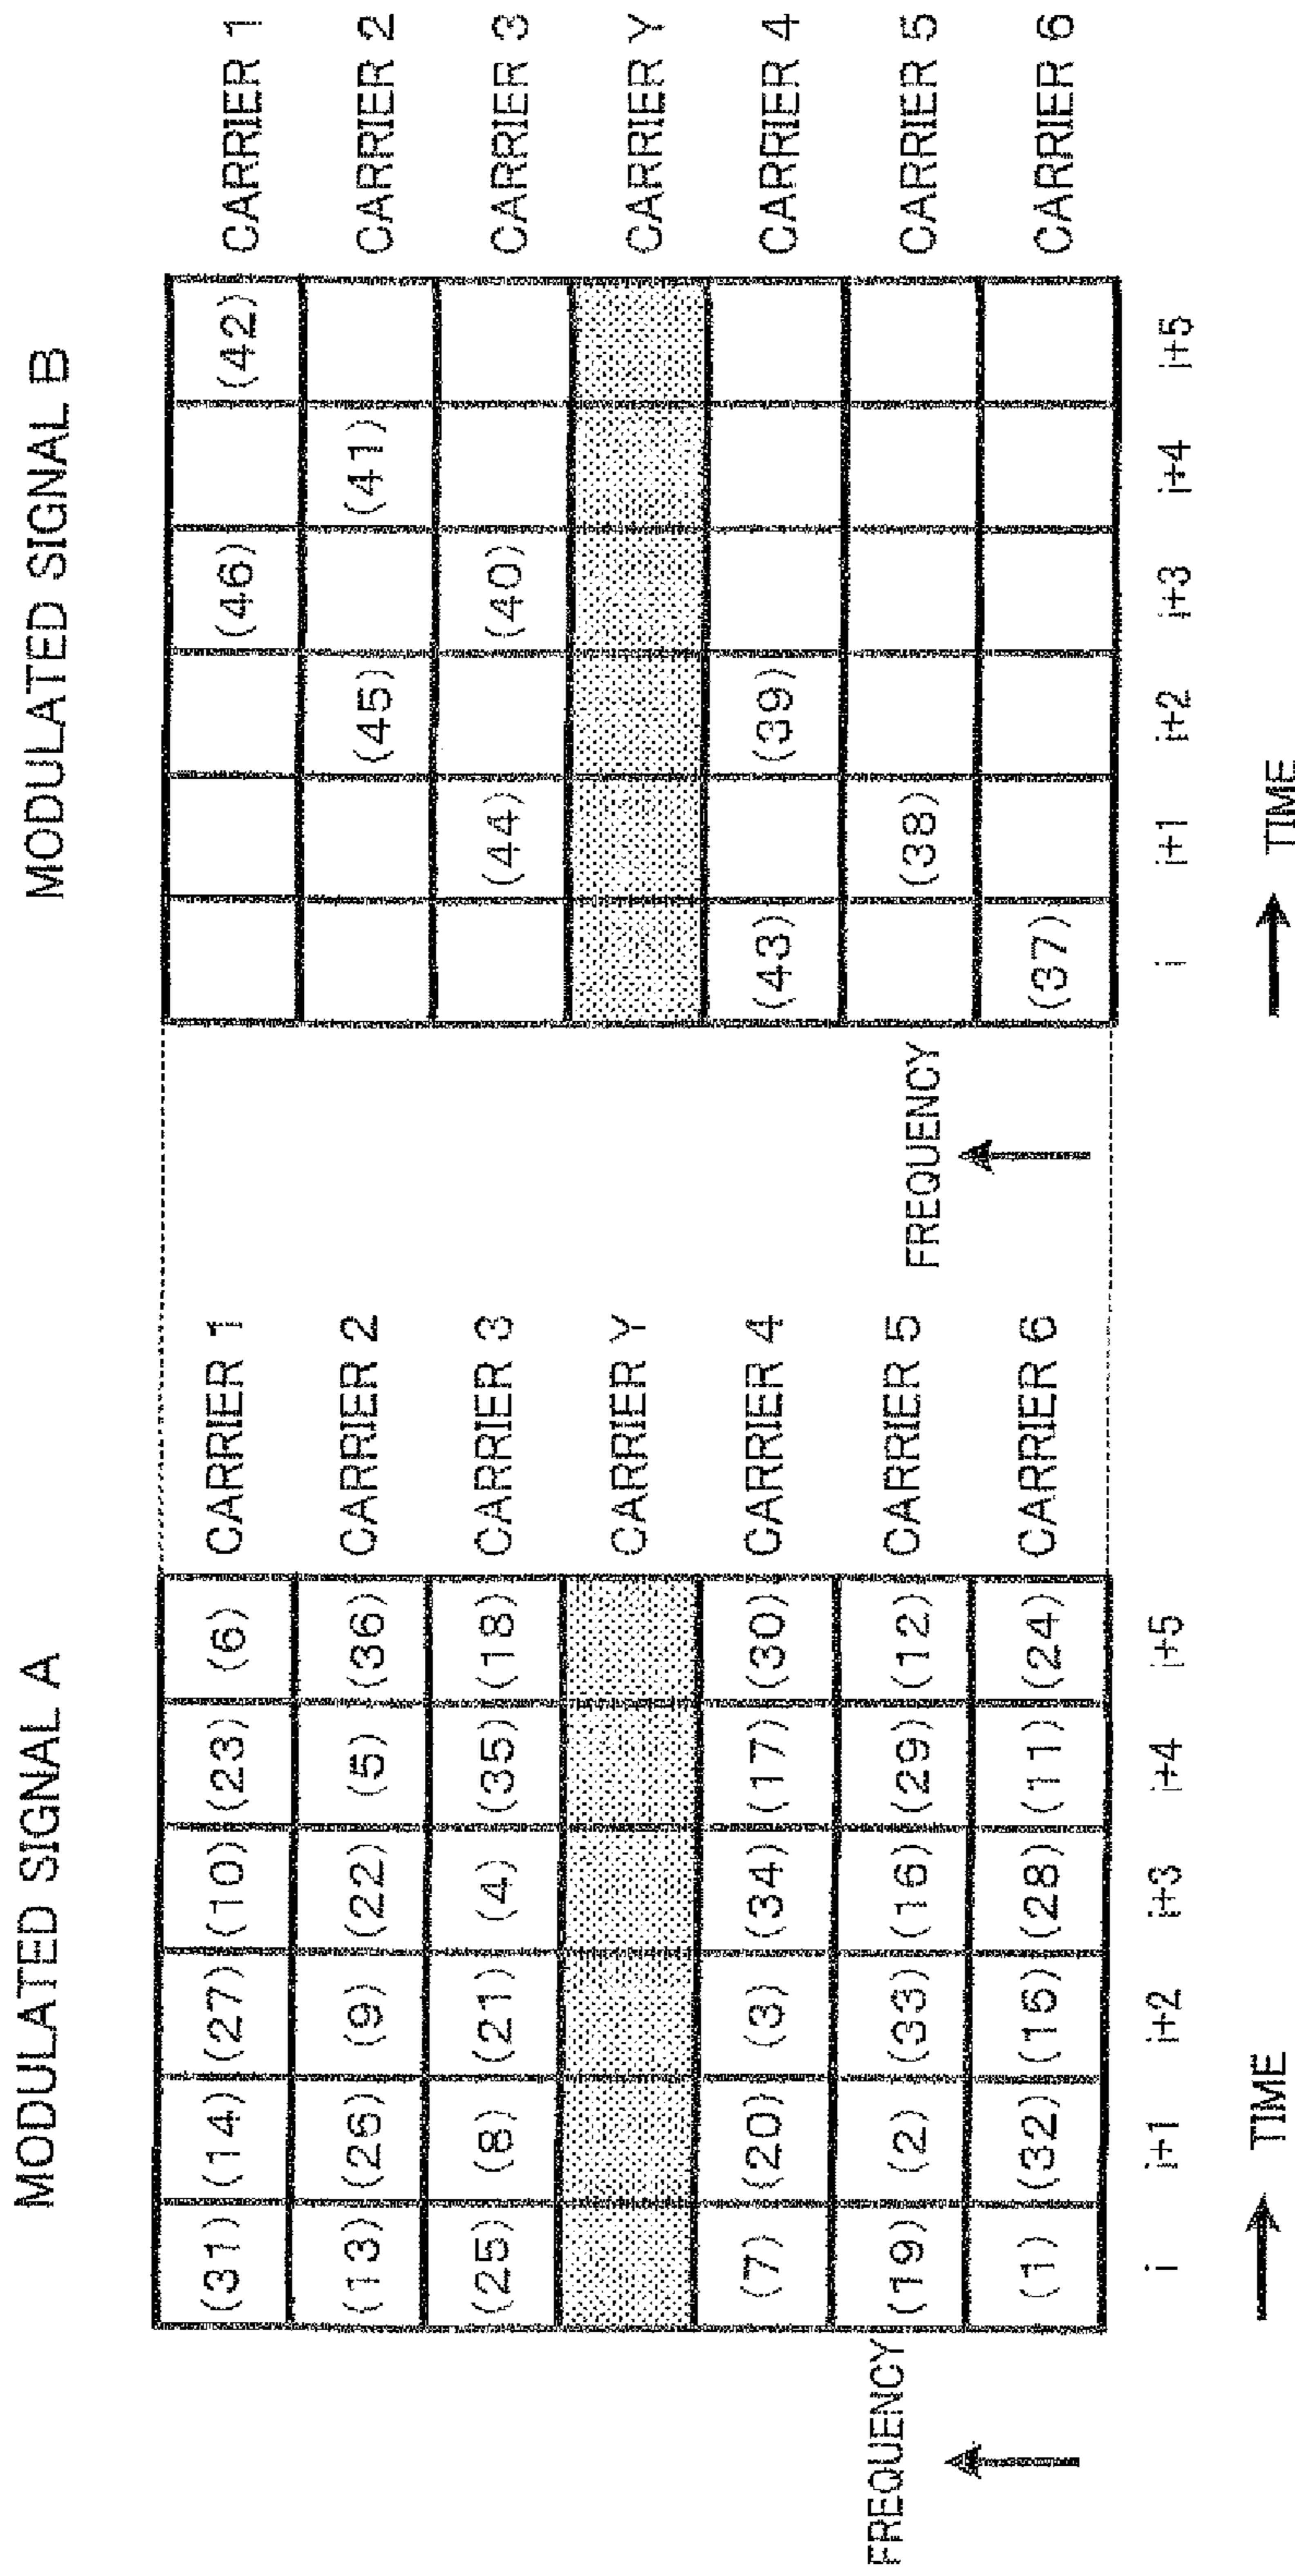 MODULATED SIGNAL A
(31) (14) (27) (10) (23) (6) CARRIER 1
(13) (26) (9) (22) (5) (36) CARRIER 2
(25) (8) (21) (4) (35) (18) CARRIER 3
CARRIER Y
(7) (20) (3) (34) (17) (30) CARRIER 4
(19) (2) (33) (16) (29) (12) CARRIER 5
(1) (32) (15) (28) (11) (24) CARRIER 6
i i+1 i+2 i+3 i+4 i+5
FREQUENCY
TIME
MODULATED SIGNAL B
(46) (42) CARRIER 1
(45) (41) CARRIER 2
(44) (40) CARRIER 3
CARRIER Y
(43) (39) CARRIER 4
(38) CARRIER 5
(37) CARRIER 6
i i+1 i+2 i+3 i+4 i+5
FREQUENCY
TIME